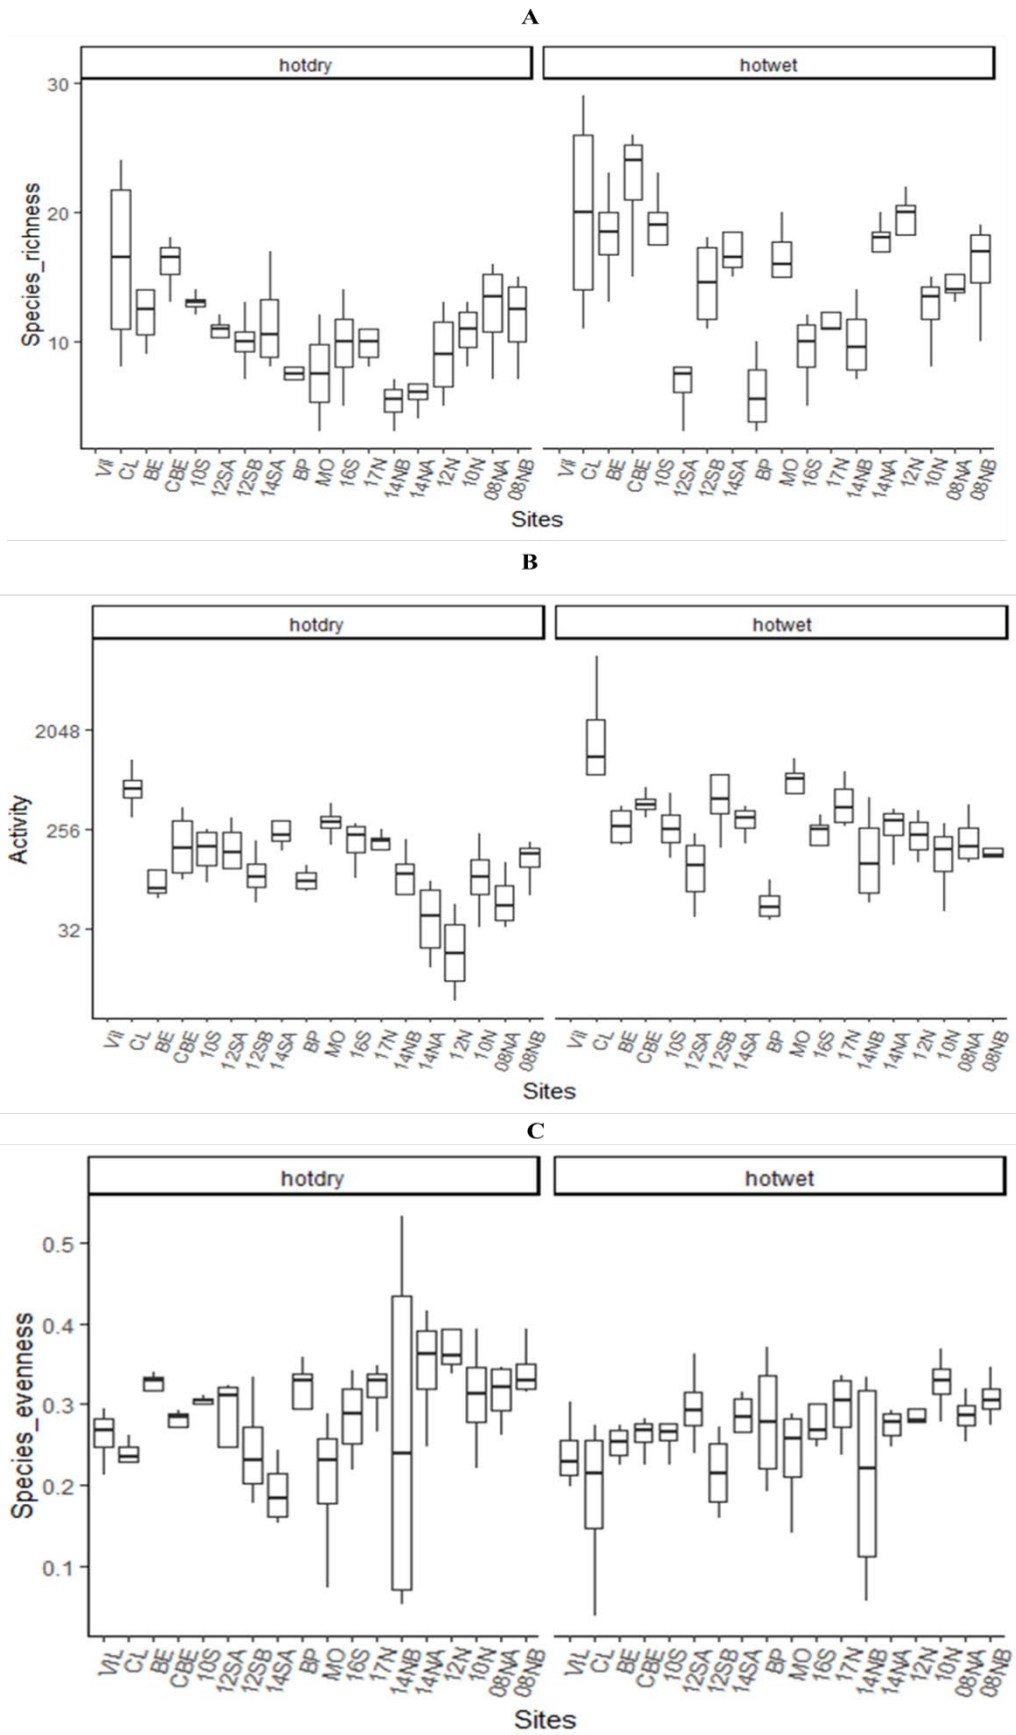 A
hotdry hotwet
Species_richness
30
20
10
Vil CL BE CBE 10S 12SA 12SB 14SA BP MO 16S 17N 14NB 14NA 12N 10N 08NA 08NB
Vil CL BE CBE 10S 12SA 12SB 14SA BP MO 16S 17N 14NB 14NA 12N 10N 08NA 08NB
Sites
B
hotdry hotwet
Activity
2048
256
32
Vil CL BE CBE 10S 12SA 12SB 14SA BP MO 16S 17N 14NB 14NA 12N 10N 08NA 08NB
Vil CL BE CBE 10S 12SA 12SB 14SA BP MO 16S 17N 14NB 14NA 12N 10N 08NA 08NB
Sites
C
hotdry hotwet
Species_evenness
0.5
0.4
0.3
0.2
0.1
VIL CL BE CBE 10S 12SA 12SB 14SA BP MO 16S 17N 14NB 14NA 12N 10N 08NA 08NB
VIL CL BE CBE 10S 12SA 12SB 14SA BP MO 16S 17N 14NB 14NA 12N 10N 08NA 08NB
Sites